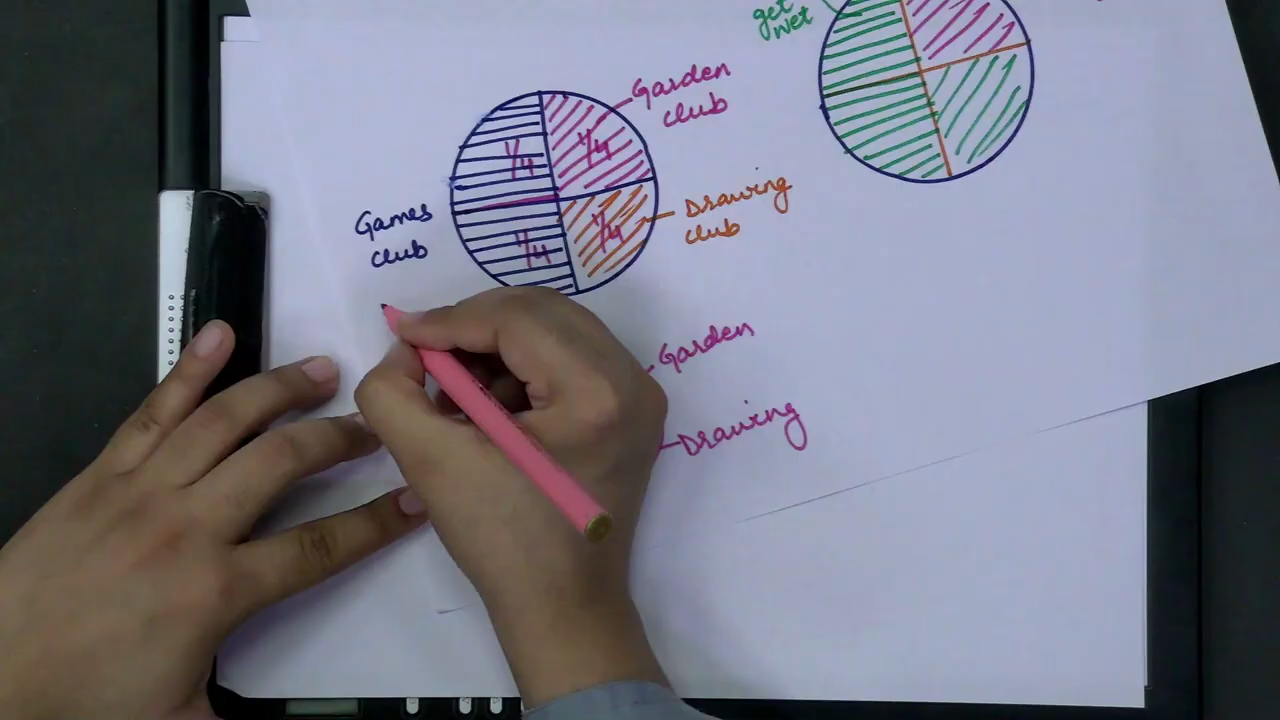 get
wet
Garden
club
1/4
1/4
Games
club
Drawing
club
1/4
1/4
Garden
Drawing